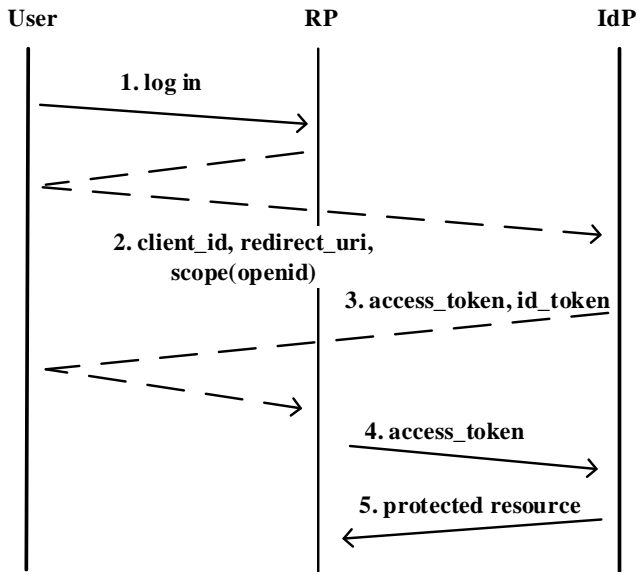 User RP IdP
1. log in
2. client_id, redirect_uri,
scope(openid)
3. access_token, id_token
4. access_token
5. protected resource